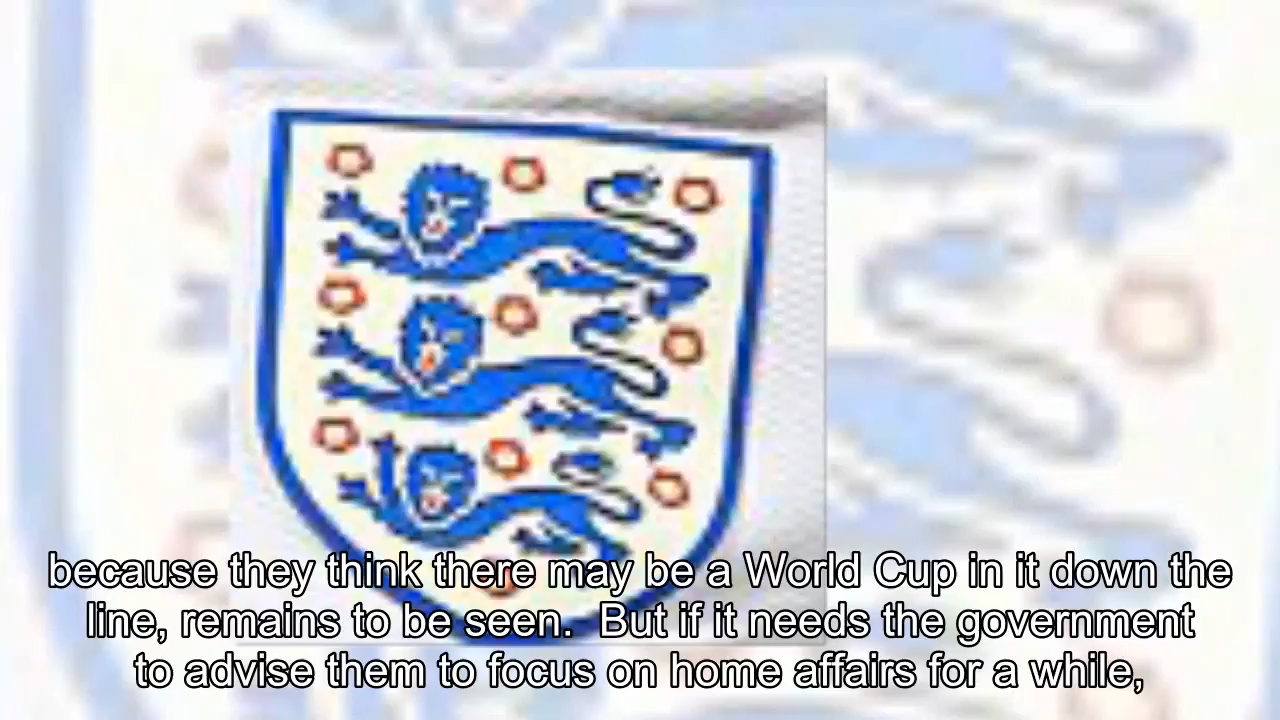 because they think there may be a World Cup in it down the
line, remains to be seen.  But if it needs the government
to advise them to focus on home affairs for a while,